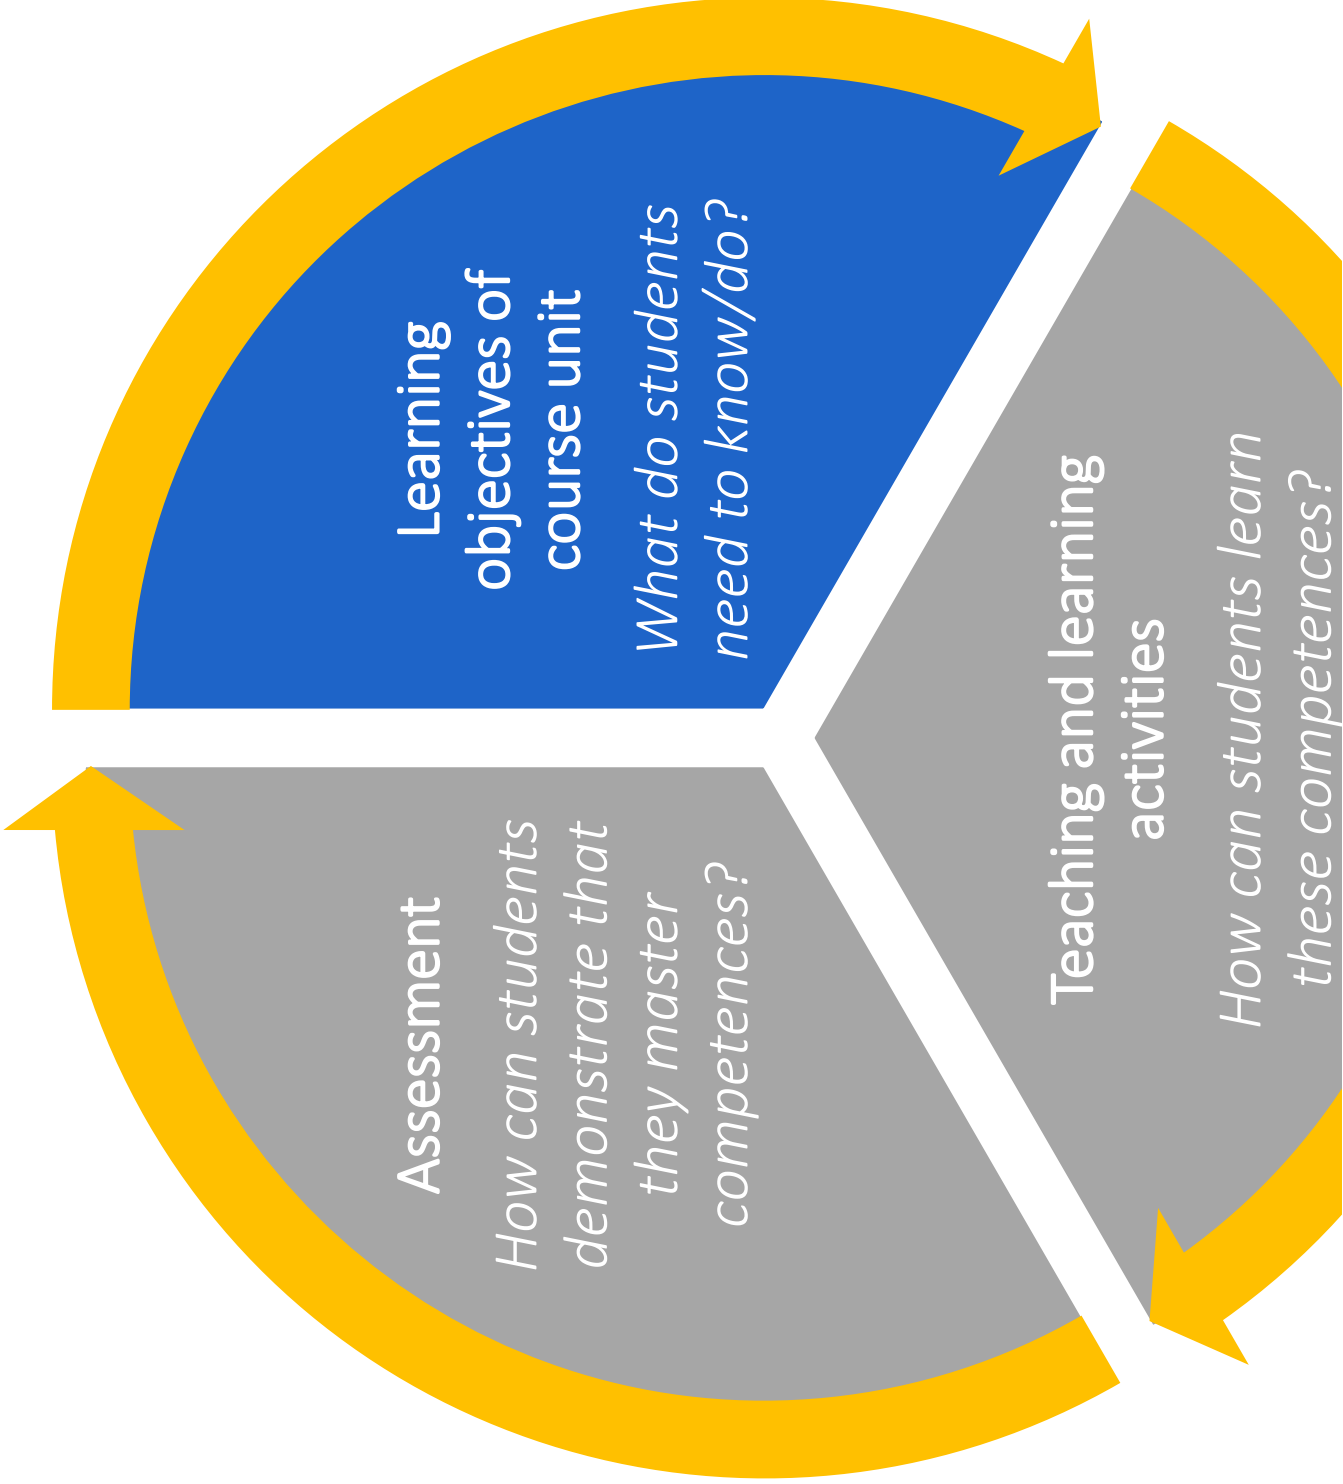 Learning
objectives of
course unit
What do students
need to know/do?
Teaching and learning
activities
How can students learn
these competences?
Assessment
How can students
demonstrate that
they master
competences?